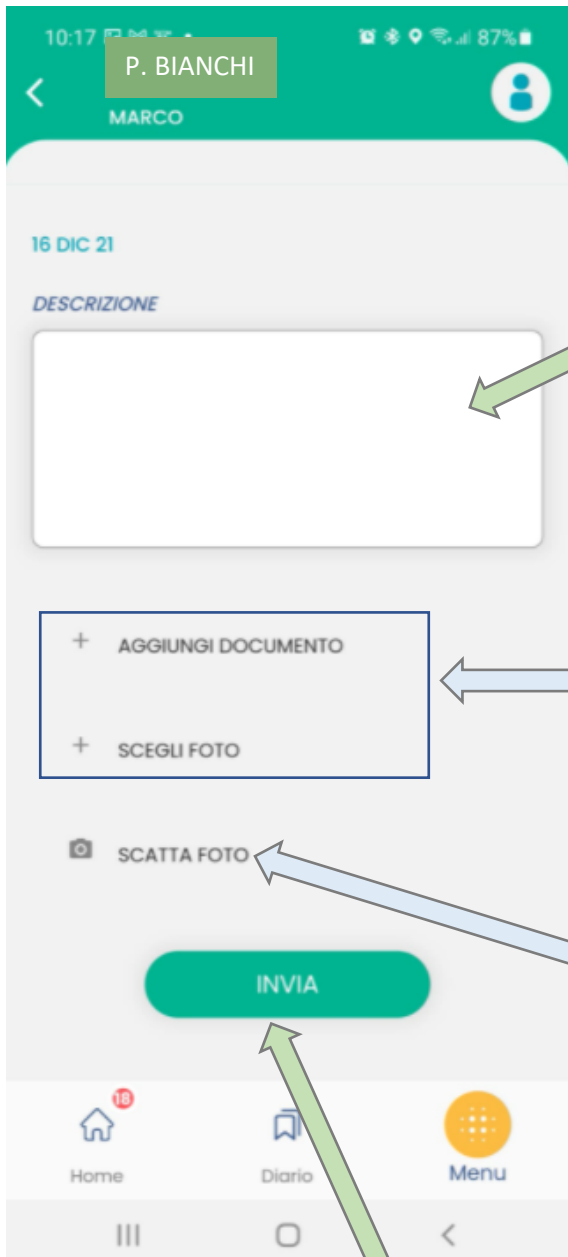 10:17 87%
P. BIANCHI
MARCO
16 DIC 21
DESCRIZIONE
+ AGGIUNGI DOCUMENTO
+ SCEGLI FOTO
SCATTA FOTO
INVIA
18
Home Diario Menu